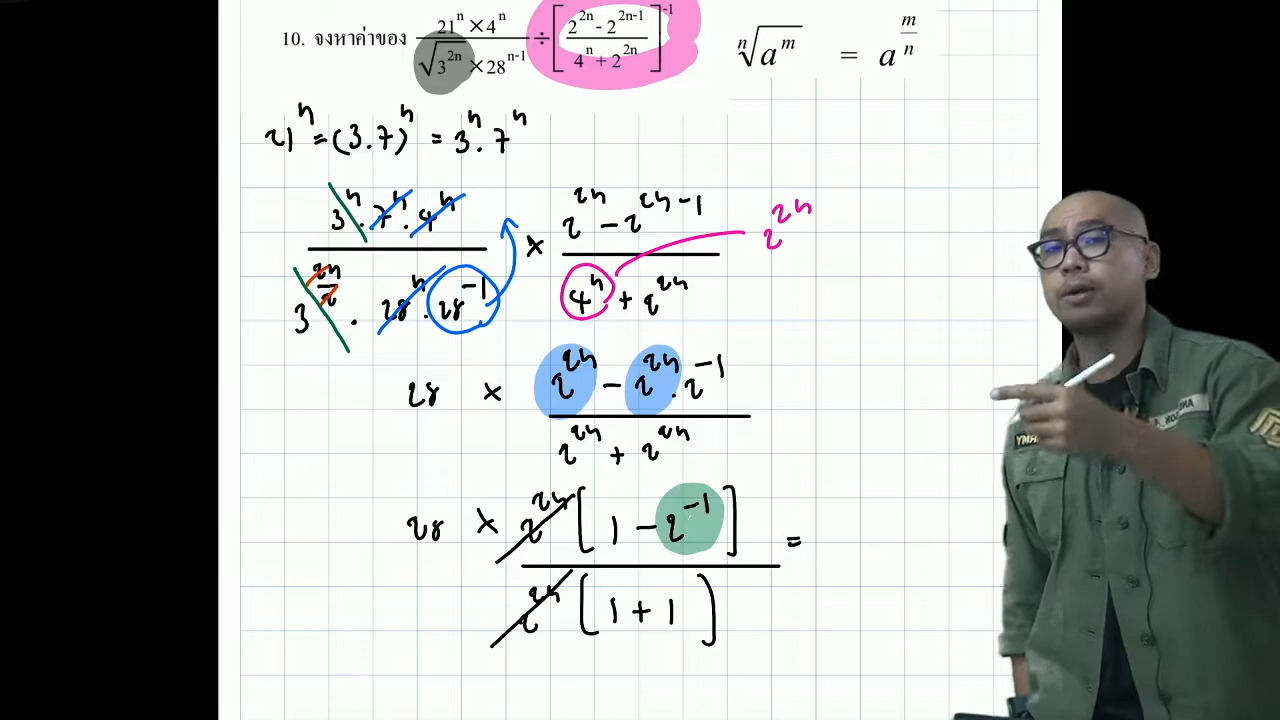 10. จงหาค่าของ 21^n × 4^n / √3^{2n} × 28^{n-1} ÷ [ 2^{2n} - 2^{2n-1} / 4^n + 2^{2n} ]^{-1} ⁿ√a^m = a^{m/n}
21^n = (3.7)^n = 3^n . 7^n
3^n . 7^n . 4^n / 3^{2n/2} . 28^n . 28^{-1} × 2^{2n} - 2^{2n-1} / 4^n + 2^{2n} 2^{2n}
28 × 2^{2n} - 2^{2n} . 2^{-1} / 2^{2n} + 2^{2n}
28 × 2^{2n} [ 1 - 2^{-1} ] / 2^{2n} [ 1 + 1 ] =